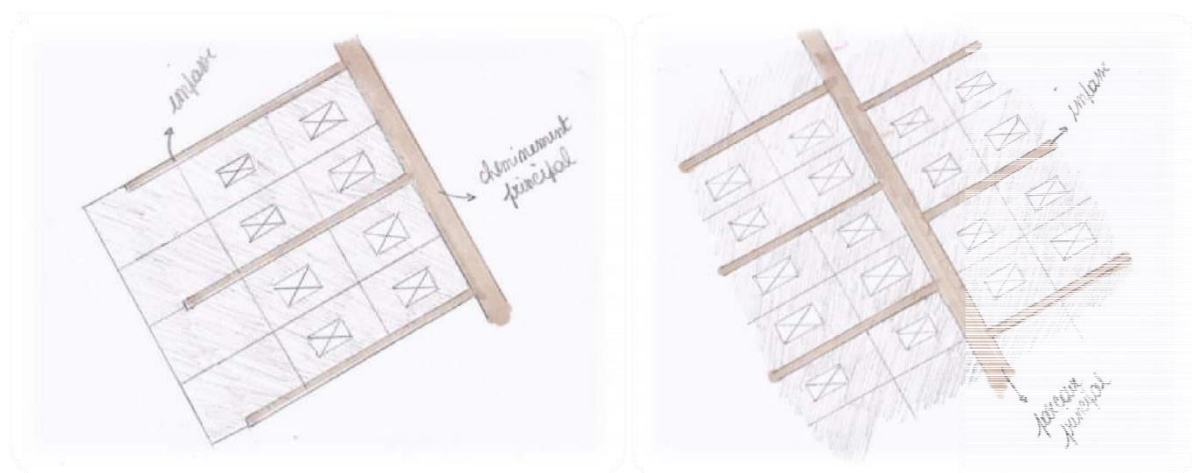 impasse
cheminement
principal
impasse
parcours
principal